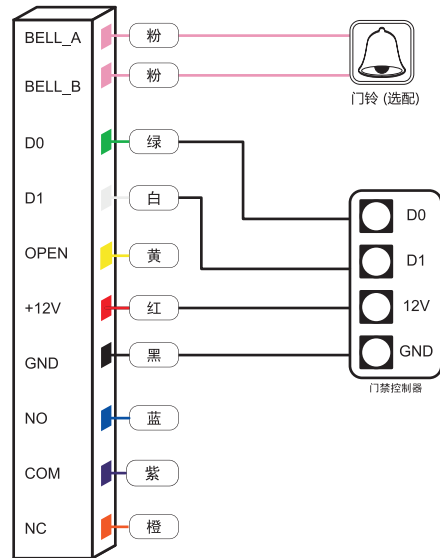 BELL_A
粉
BELL_B
粉
门铃 (选配)
D0
绿
D1
白
OPEN
黄
+12V
红
GND
黑
NO
蓝
COM
紫
NC
橙
D0
D1
12V
GND
门禁控制器